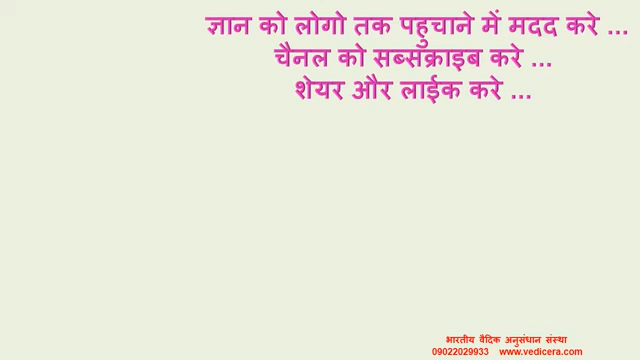 ज्ञान को लोगो तक पहुचाने में मदद करे ...
चैनल को सब्सक्राइब करे ...
शेयर और लाईक करे ...
भारतीय वैदिक अनुसंधान संस्था
09022029933 www.vedicera.com